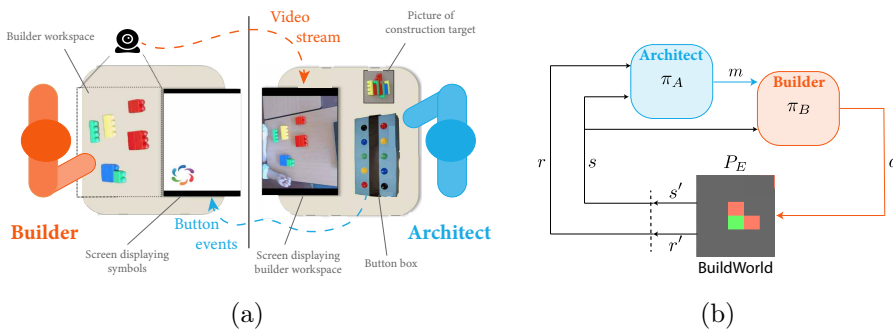 Builder workspace
Video
stream
Picture of
construction target
Builder
Button
events
Architect
Screen displaying
symbols
Screen displaying
builder workspace
Button box
(a)
Architect
π_A
m
Builder
π_B
r
s
P_E
s′
r′
BuildWorld
(b)